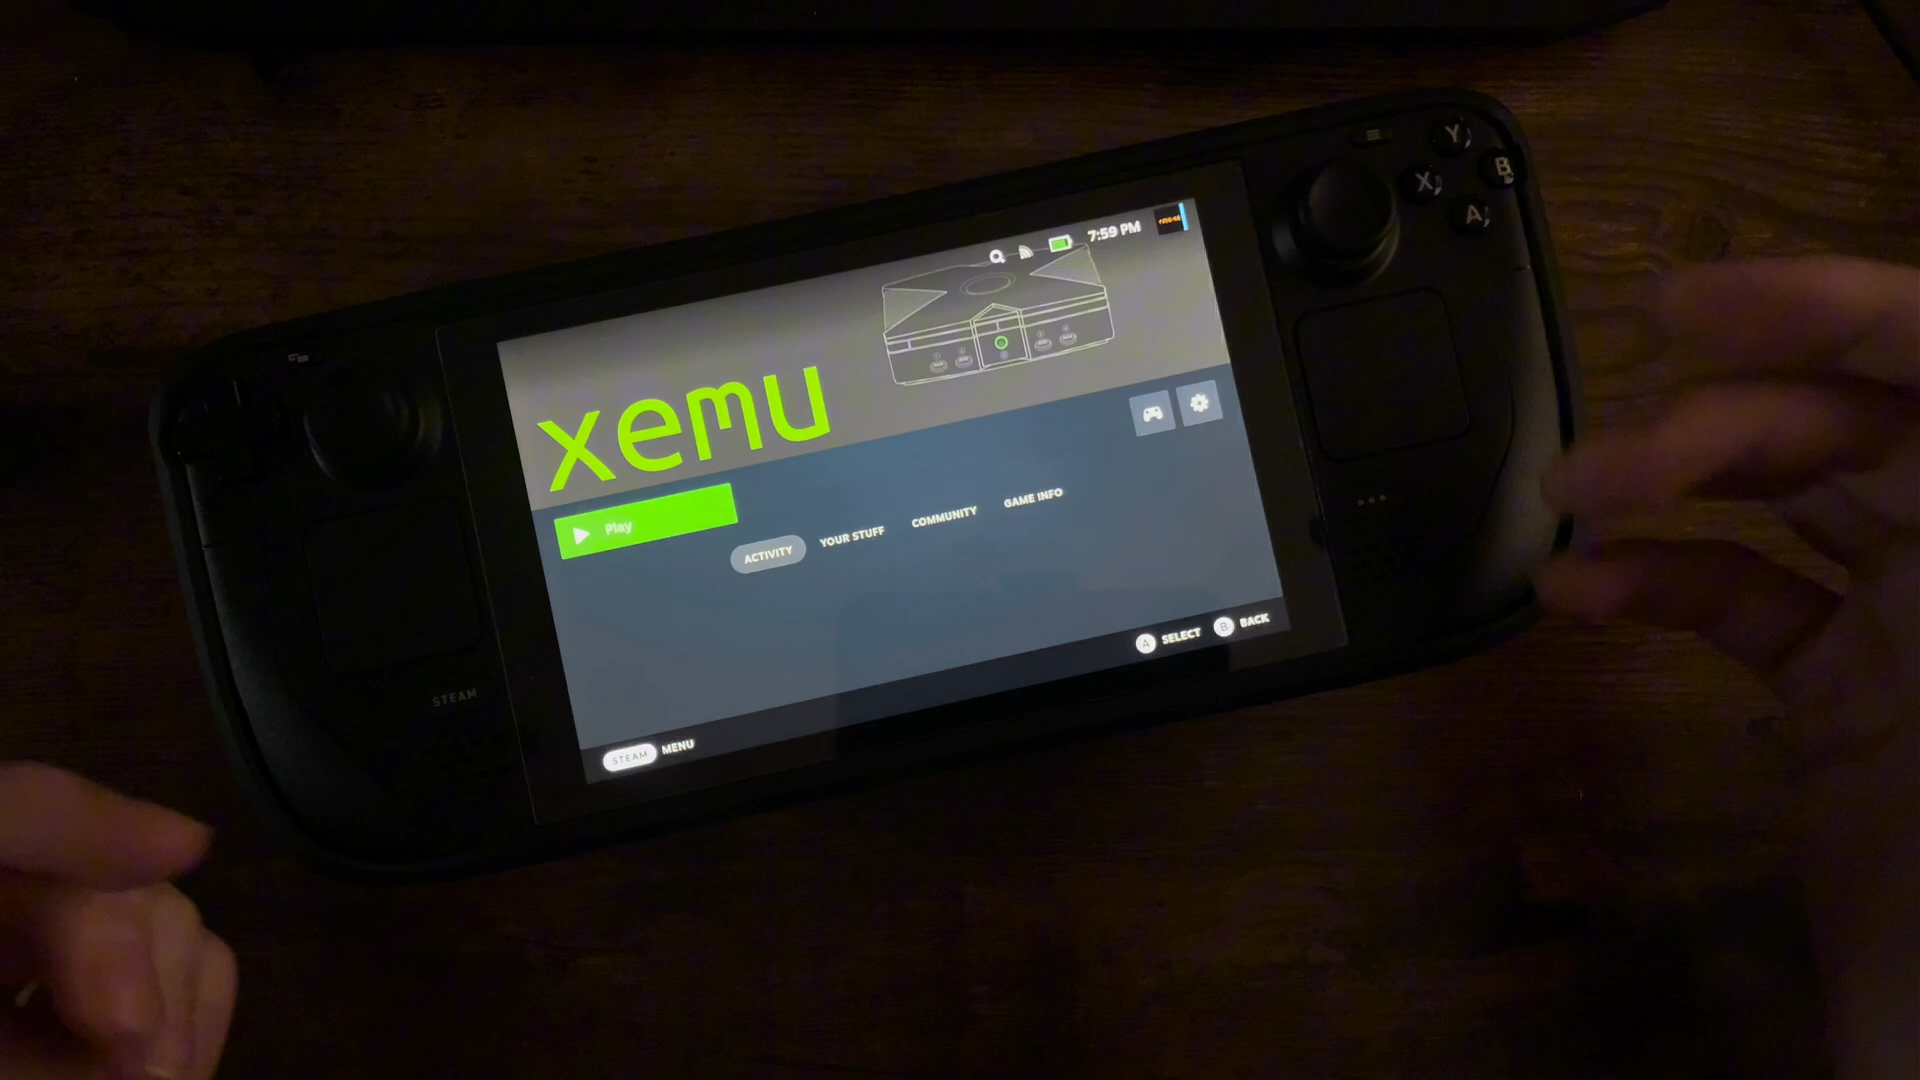 Y
B
X
A
7:59 PM
xemu
Play
ACTIVITY
YOUR STUFF
COMMUNITY
GAME INFO
A SELECT
B BACK
STEAM
STEAM MENU